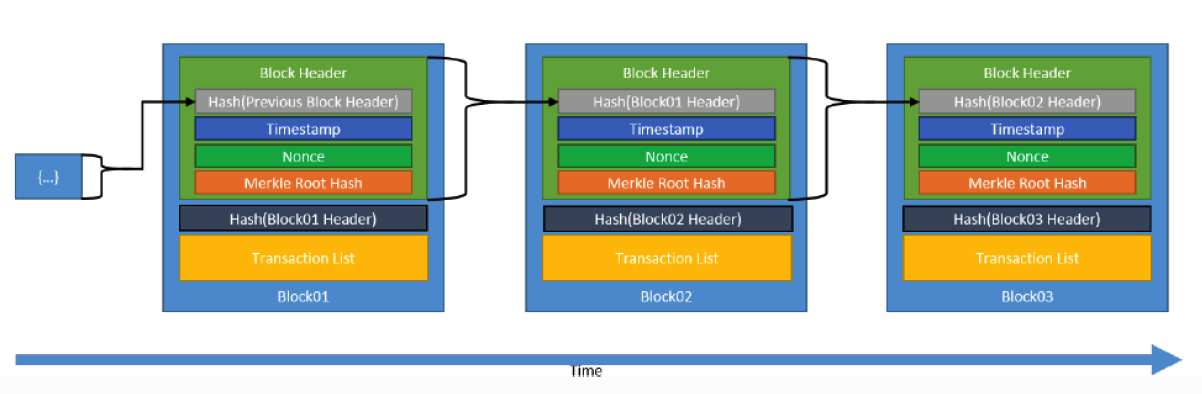 {...}
Block Header
Hash(Previous Block Header)
Timestamp
Nonce
Merkle Root Hash
Hash(Block01 Header)
Transaction List
Block01
Block Header
Hash(Block01 Header)
Timestamp
Nonce
Merkle Root Hash
Hash(Block02 Header)
Transaction List
Block02
Block Header
Hash(Block02 Header)
Timestamp
Nonce
Merkle Root Hash
Hash(Block03 Header)
Transaction List
Block03
Time